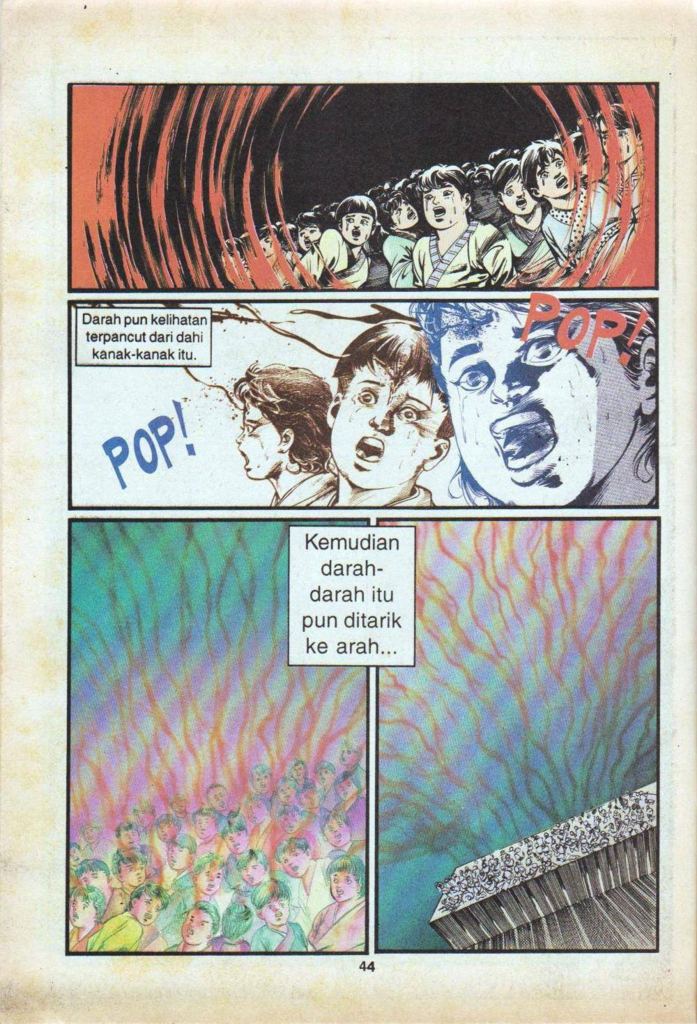 Darah pun kelihatan
terpancut dari dahi
kanak-kanak itu.
POP!
POP!
Kemudian
darah-
darah itu
pun ditarik
ke arah...
44